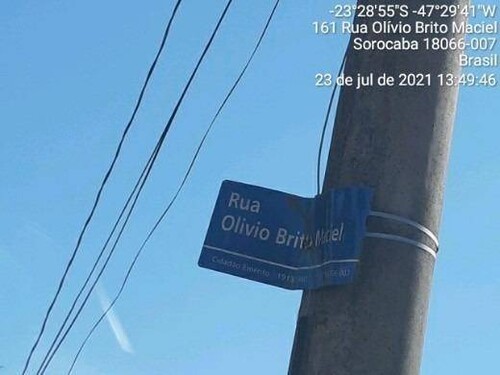 -23°28'55"S -47°29'41"W
161 Rua Olívio Brito Maciel
Sorocaba 18066-007
Brasil
23 de jul de 2021 13:49:46
Rua
Olívio Brito Maciel
Cidadão Emérito